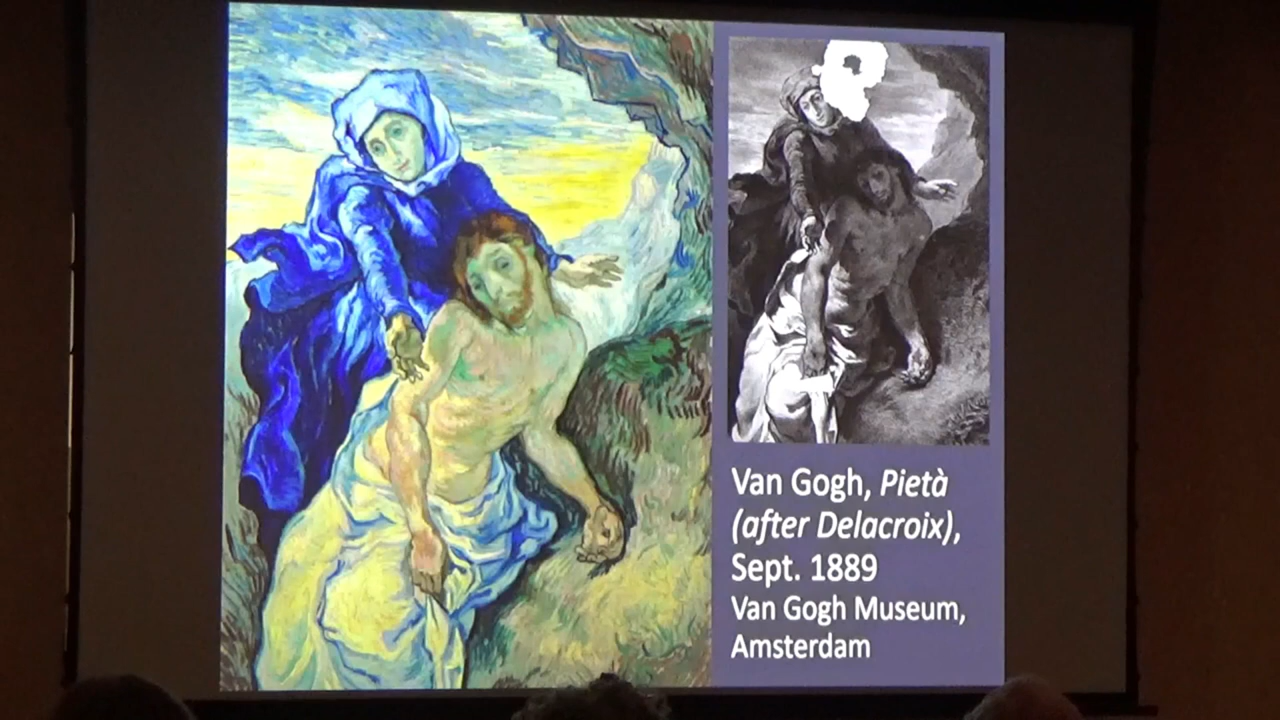 Van Gogh, Pietà
(after Delacroix),
Sept. 1889
Van Gogh Museum,
Amsterdam